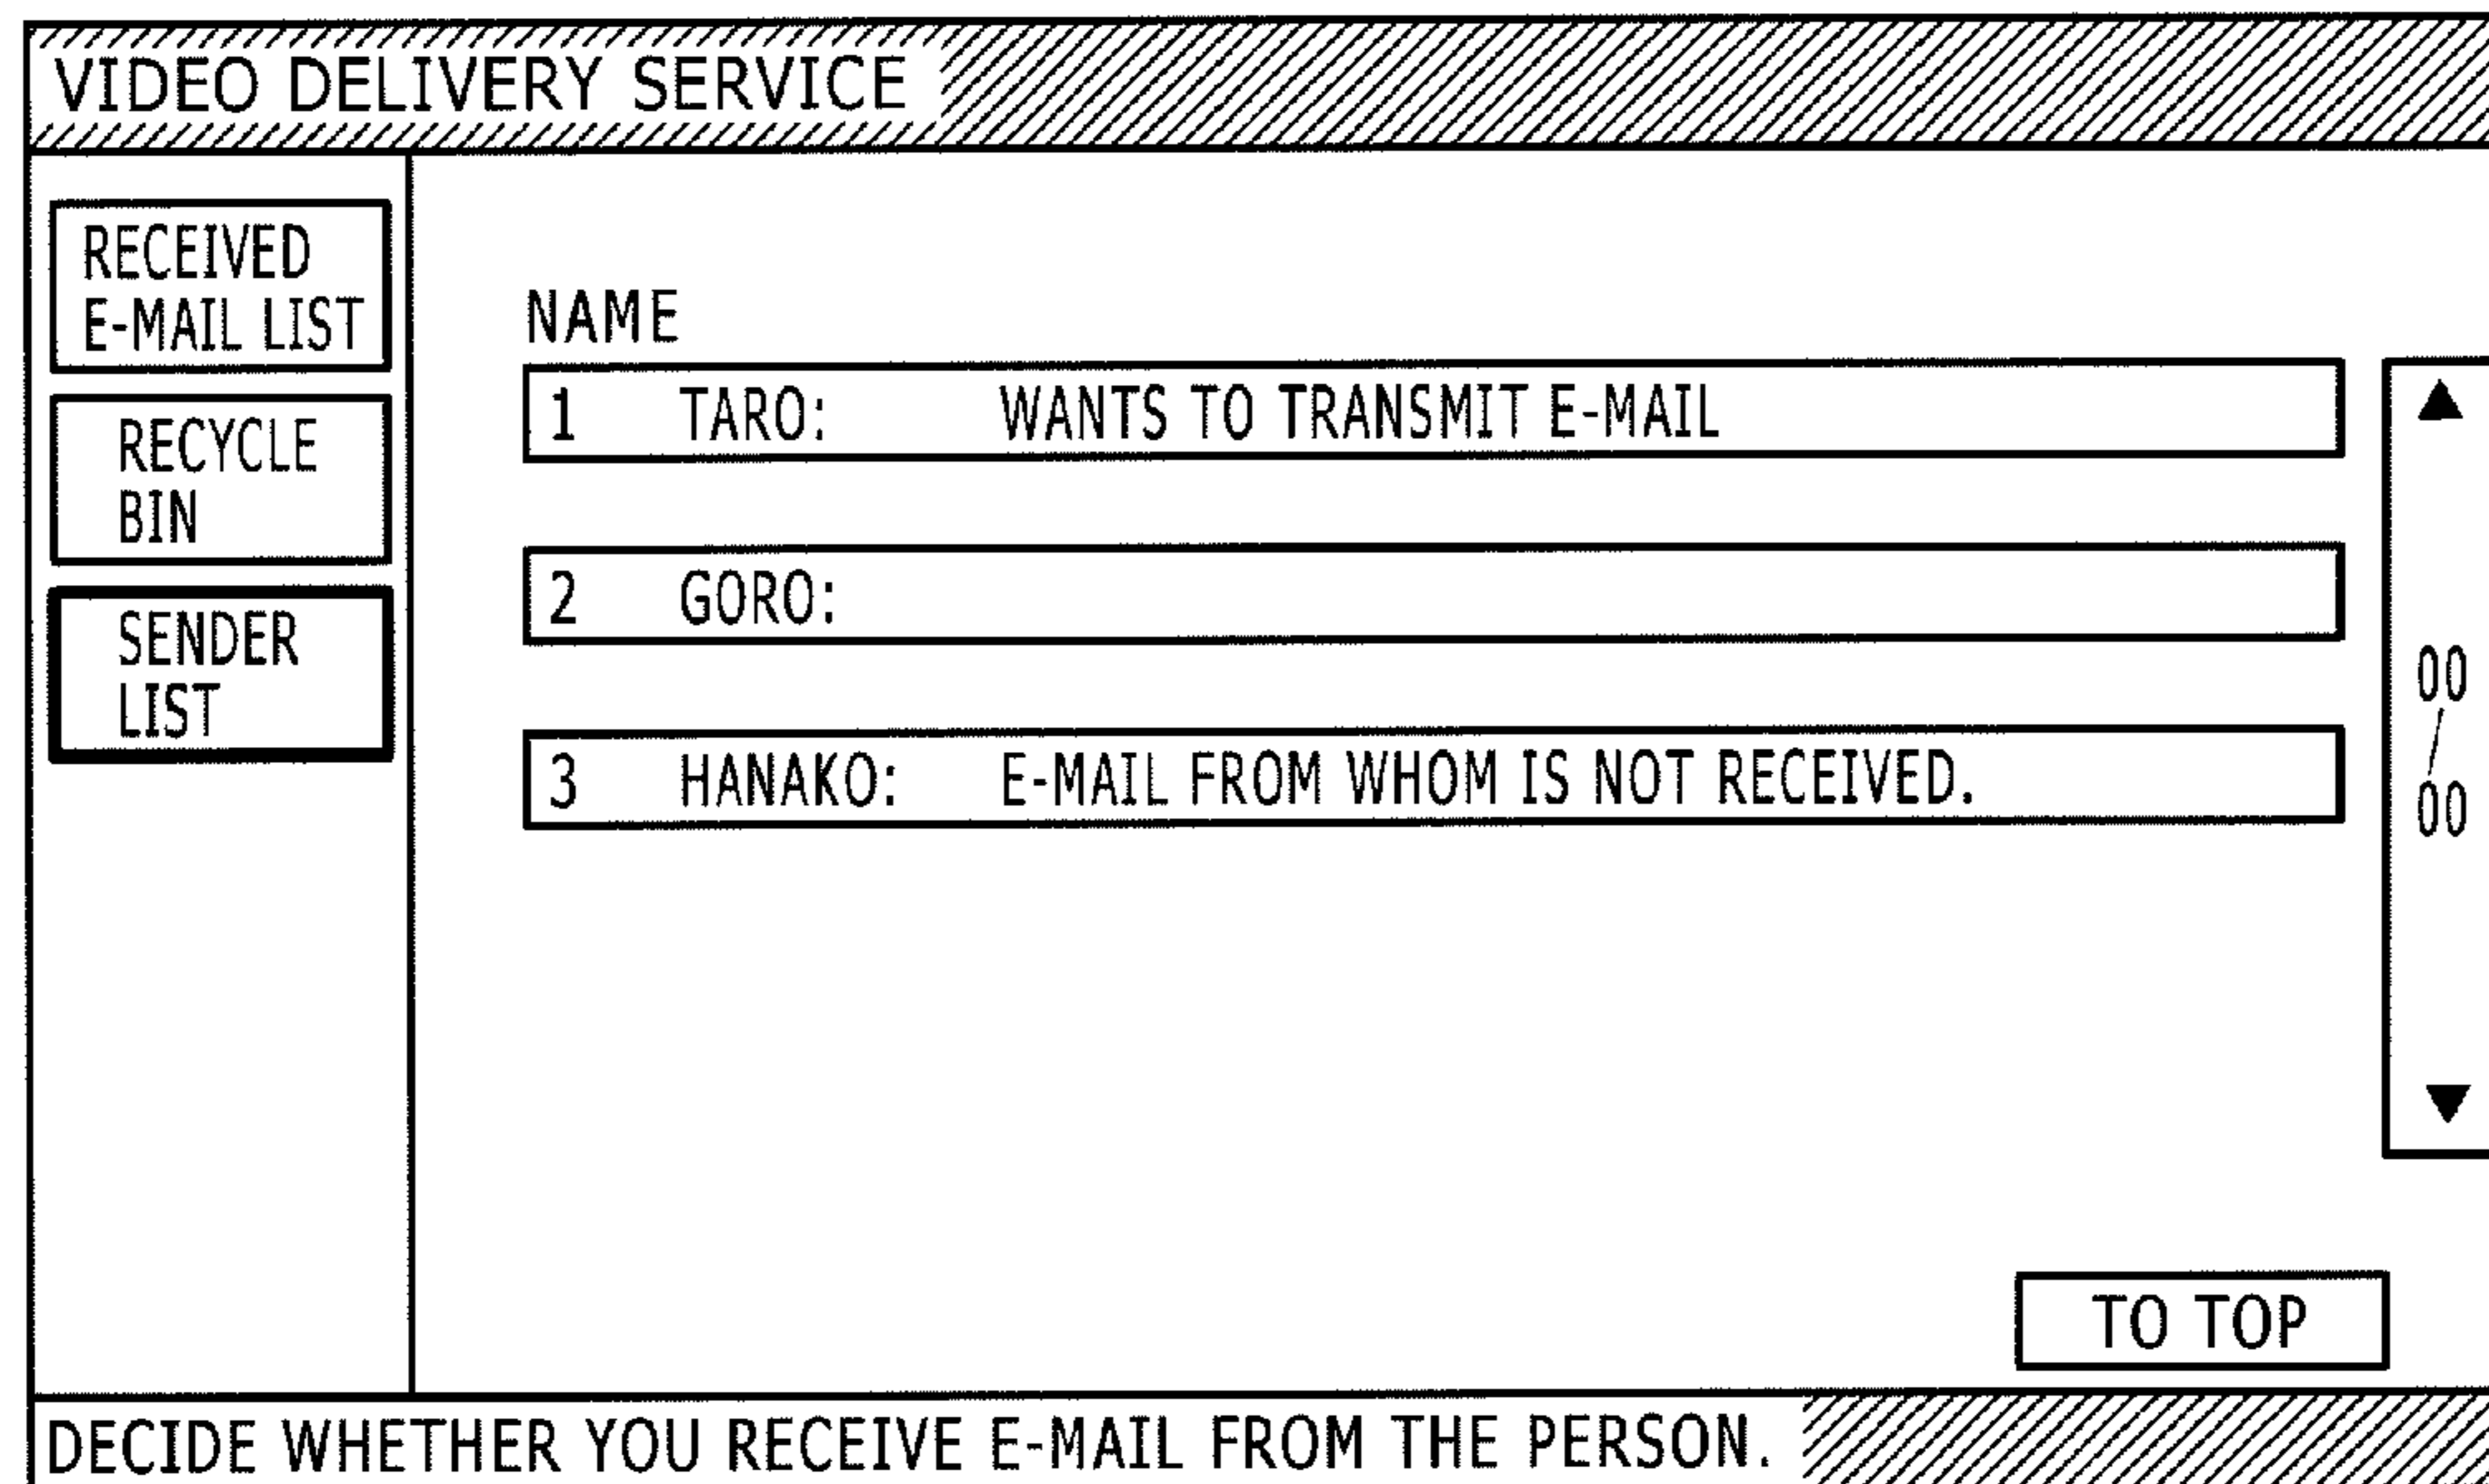 VIDEO DELIVERY SERVICE
RECEIVED
E-MAIL LIST
RECYCLE
BIN
SENDER
LIST
NAME
1 TARO: WANTS TO TRANSMIT E-MAIL
2 GORO:
3 HANAKO: E-MAIL FROM WHOM IS NOT RECEIVED.
▲
00
/
00
▼
TO TOP
DECIDE WHETHER YOU RECEIVE E-MAIL FROM THE PERSON.